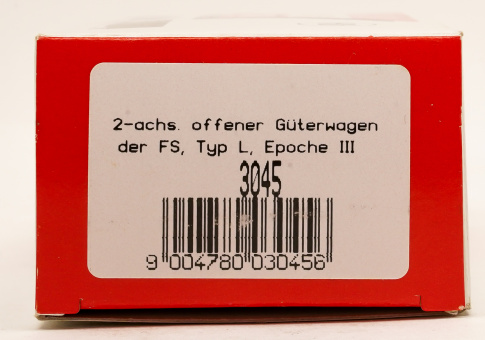 2-achs. offener Güterwagen
der FS, Typ L, Epoche III
3045
9 004780 030456